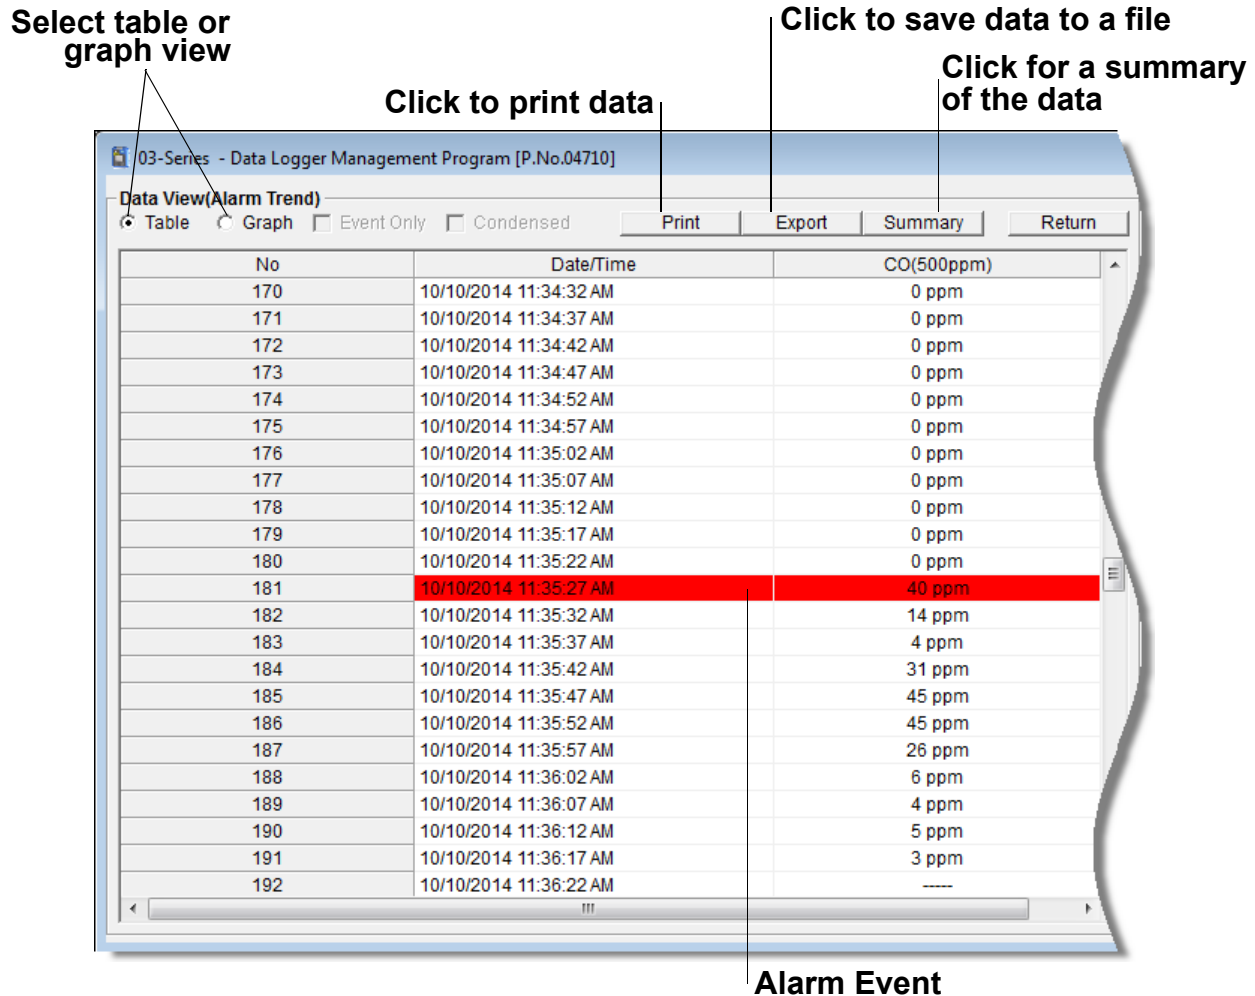 Select table or
graph view
Click to save data to a file
Click for a summary
of the data
Click to print data
03-Series - Data Logger Management Program [P.No.04710]
Data View(Alarm Trend)
Table Graph Event Only Condensed Print Export Summary Return
No Date/Time CO(500ppm)
170 10/10/2014 11:34:32 AM 0 ppm
171 10/10/2014 11:34:37 AM 0 ppm
172 10/10/2014 11:34:42 AM 0 ppm
173 10/10/2014 11:34:47 AM 0 ppm
174 10/10/2014 11:34:52 AM 0 ppm
175 10/10/2014 11:34:57 AM 0 ppm
176 10/10/2014 11:35:02 AM 0 ppm
177 10/10/2014 11:35:07 AM 0 ppm
178 10/10/2014 11:35:12 AM 0 ppm
179 10/10/2014 11:35:17 AM 0 ppm
180 10/10/2014 11:35:22 AM 0 ppm
181 10/10/2014 11:35:27 AM 40 ppm
182 10/10/2014 11:35:32 AM 14 ppm
183 10/10/2014 11:35:37 AM 4 ppm
184 10/10/2014 11:35:42 AM 31 ppm
185 10/10/2014 11:35:47 AM 45 ppm
186 10/10/2014 11:35:52 AM 45 ppm
187 10/10/2014 11:35:57 AM 26 ppm
188 10/10/2014 11:36:02 AM 6 ppm
189 10/10/2014 11:36:07 AM 4 ppm
190 10/10/2014 11:36:12 AM 5 ppm
191 10/10/2014 11:36:17 AM 3 ppm
192 10/10/2014 11:36:22 AM -----
Alarm Event